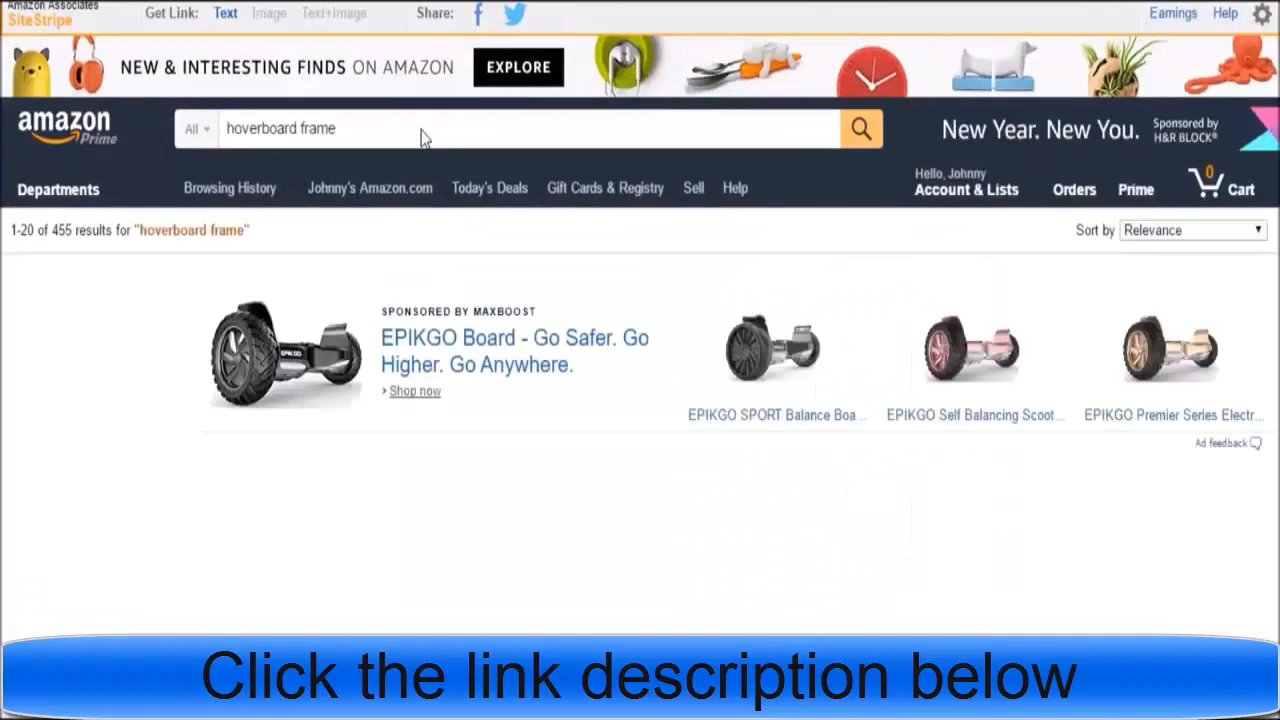 Amazon Associates
SiteStripe
Get Link: Text Image Text+Image Share: Earnings Help
NEW & INTERESTING FINDS ON AMAZON EXPLORE
amazon Prime
All hoverboard frame
New Year. New You. Sponsored by
H&R BLOCK®
Departments Browsing History Johnny's Amazon.com Today's Deals Gift Cards & Registry Sell Help
Hello, Johnny
Account & Lists Orders Prime 0 Cart
1-20 of 455 results for "hoverboard frame" Sort by Relevance
SPONSORED BY MAXBOOST
EPIKGO Board - Go Safer. Go
Higher. Go Anywhere.
› Shop now
EPIKGO
EPIKGO SPORT Balance Boa... EPIKGO Self Balancing Scoot... EPIKGO Premier Series Electr...
Ad feedback
Click the link description below